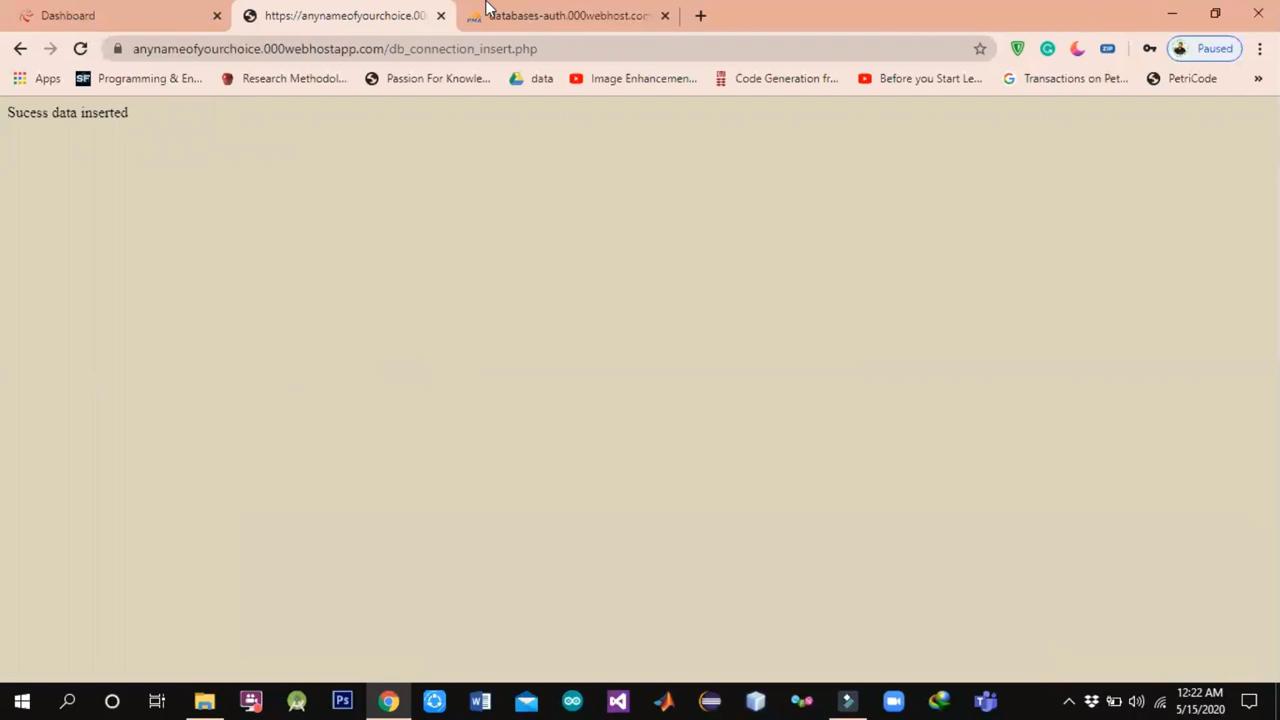 Dashboard
https://anynameofyourchoice.00
databases-auth.000webhost.com
anynameofyourchoice.000webhostapp.com/db_connection_insert.php
Paused
Apps
SF Programming & En...
Research Methodol...
Passion For Knowle...
data
Image Enhancemen...
Code Generation fr...
Before you Start Le...
Transactions on Pet...
PetriCode
Sucess data inserted
12:22 AM
5/15/2020